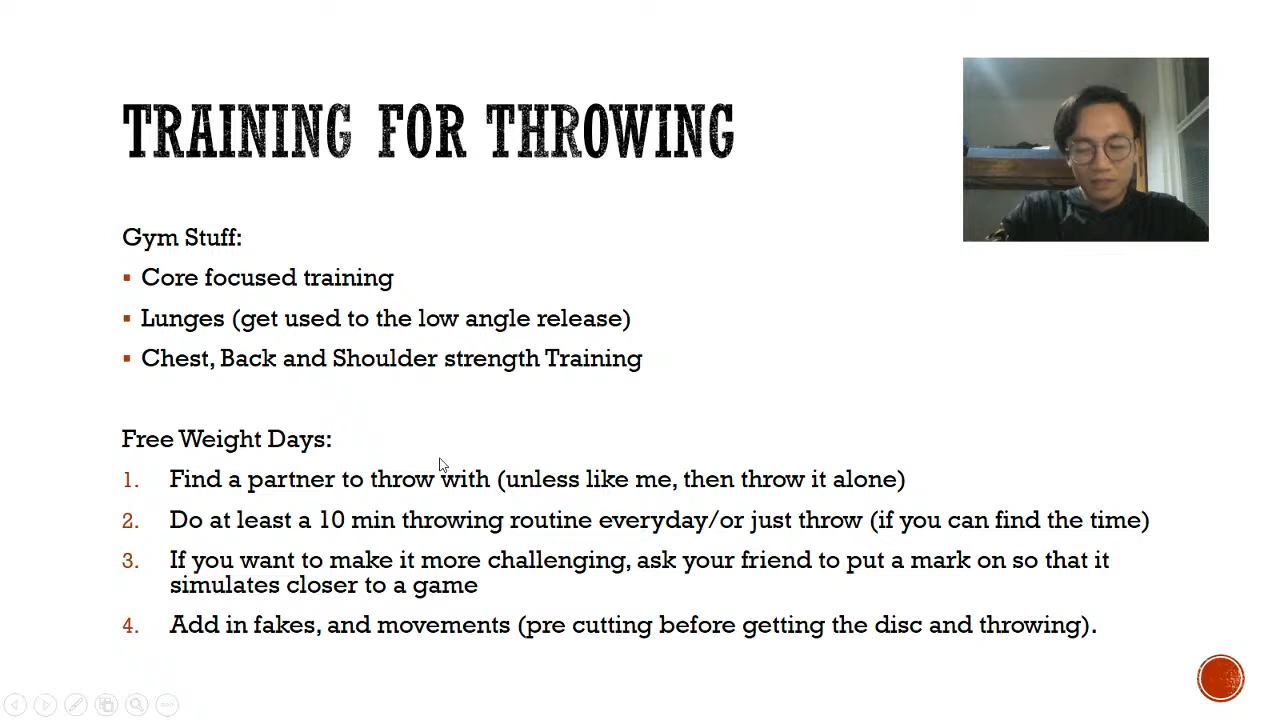 TRAINING FOR THROWING
Gym Stuff:
▪ Core focused training
▪ Lunges (get used to the low angle release)
▪ Chest, Back and Shoulder strength Training
Free Weight Days:
1. Find a partner to throw with (unless like me, then throw it alone)
2. Do at least a 10 min throwing routine everyday/or just throw (if you can find the time)
3. If you want to make it more challenging, ask your friend to put a mark on so that it
simulates closer to a game
4. Add in fakes, and movements (pre cutting before getting the disc and throwing).